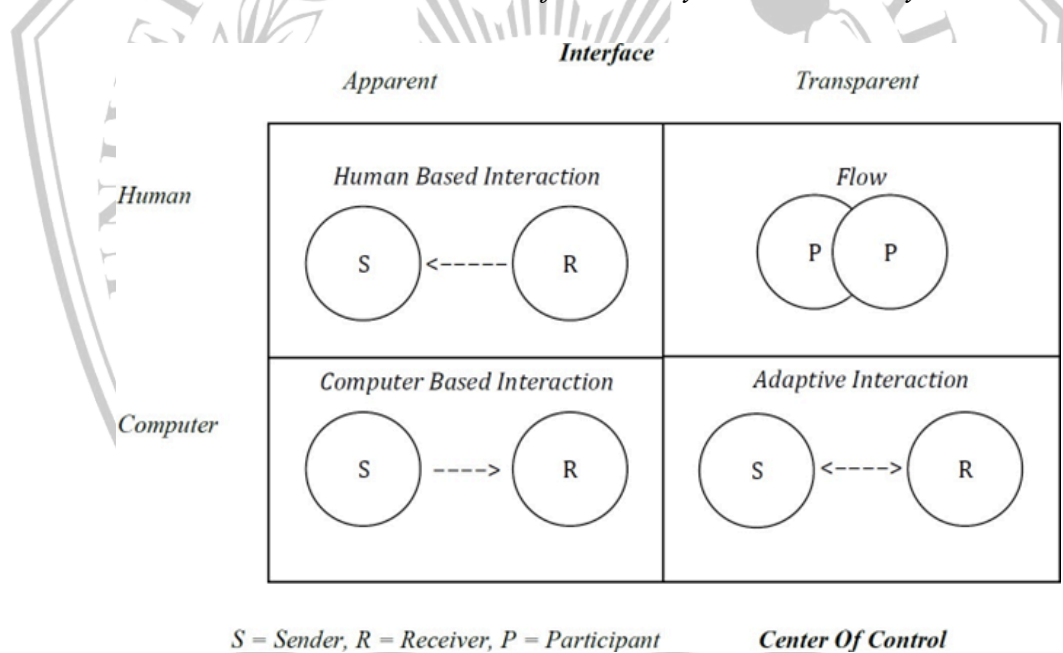 Interface
Apparent Transparent
Human
Human Based Interaction
S <----- R
Flow
P P
Computer
Computer Based Interaction
S ----> R
Adaptive Interaction
S <----> R
S = Sender, R = Receiver, P = Participant Center Of Control